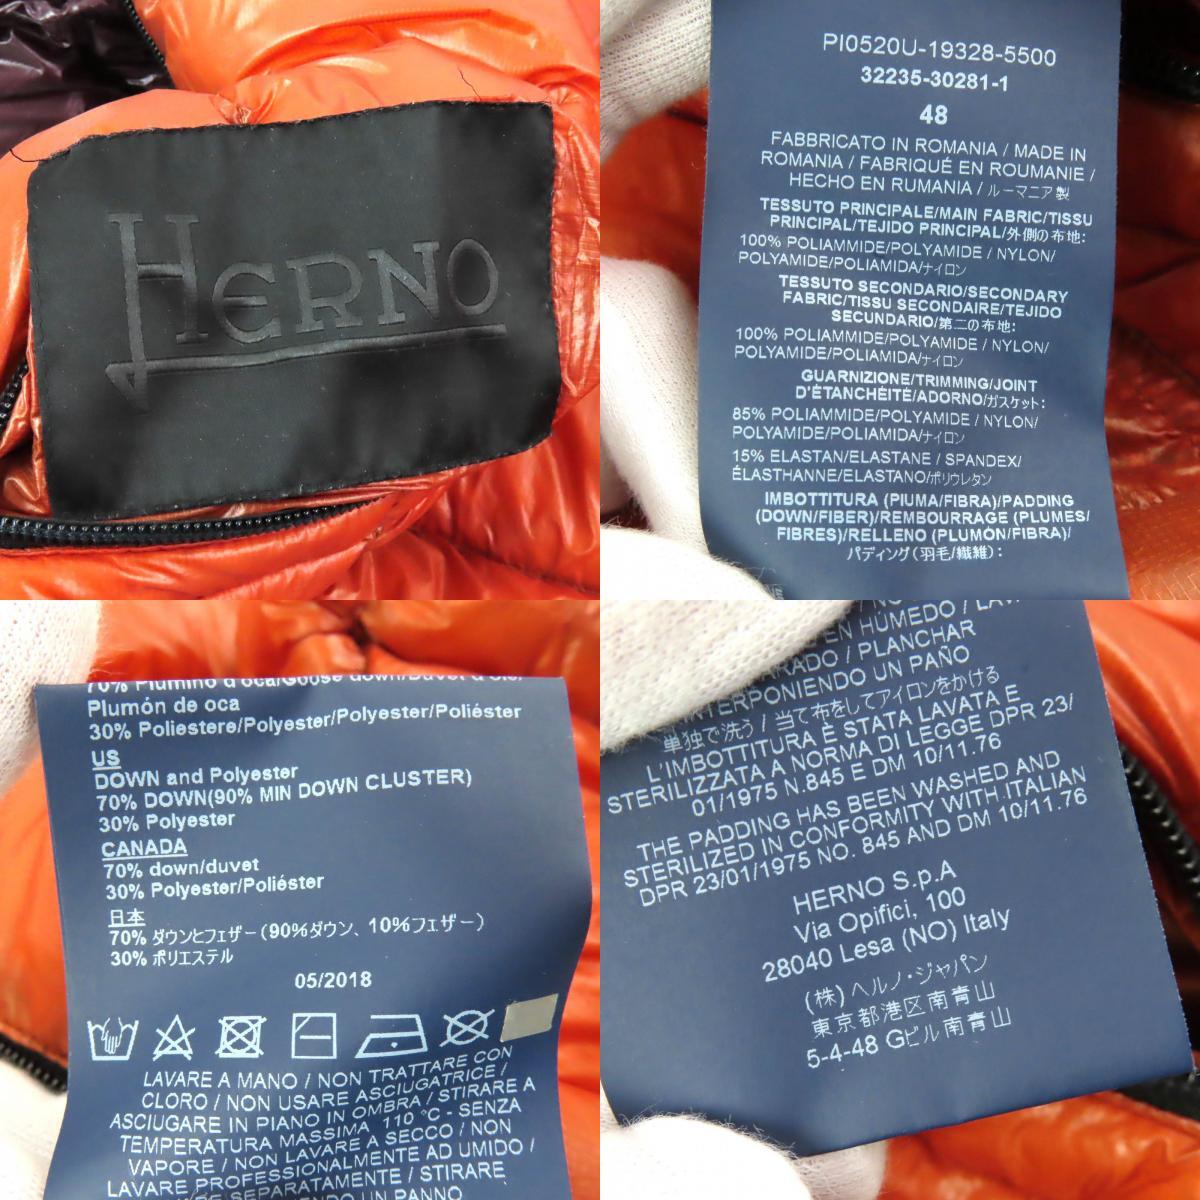 HERNO
PI0520U-19328-5500
32235-30281-1
48
FABBRICATO IN ROMANIA / MADE IN
ROMANIA / FABRIQUÉ EN ROUMANIE /
HECHO EN RUMANIA / ルーマニア製
TESSUTO PRINCIPALE/MAIN FABRIC/TISSU
PRINCIPAL/TEJIDO PRINCIPAL/外側の布地:
100% POLIAMMIDE/POLYAMIDE / NYLON/
POLYAMIDE/POLIAMIDA/ナイロン
TESSUTO SECONDARIO/SECONDARY
FABRIC/TISSU SECONDAIRE/TEJIDO
SECUNDARIO/第二の布地:
100% POLIAMMIDE/POLYAMIDE / NYLON/
POLYAMIDE/POLIAMIDA/ナイロン
GUARNIZIONE/TRIMMING/JOINT
D'ÉTANCHÉITÉ/ADORNO/ガスケット:
85% POLIAMMIDE/POLYAMIDE / NYLON/
POLYAMIDE/POLIAMIDA/ナイロン
15% ELASTAN/ELASTANE / SPANDEX/
ÉLASTHANNE/ELASTANO/ポリウレタン
IMBOTTITURA (PIUMA/FIBRA)/PADDING
(DOWN/FIBER)/REMBOURRAGE (PLUMES/
FIBRES)/RELLENO (PLUMÓN/FIBRA)/
パディング(羽毛/繊維):
70% Piumino d'oca/Goose down/Duvet d'oie/
Plumón de oca
30% Poliestere/Polyester/Polyester/Poliéster
US
DOWN and Polyester
70% DOWN(90% MIN DOWN CLUSTER)
30% Polyester
CANADA
70% down/duvet
30% Polyester/Poliéster
日本
70% ダウンとフェザー(90%ダウン、10%フェザー)
30% ポリエステル
05/2018
LAVARE A MANO / NON TRATTARE CON
CLORO / NON USARE ASCIUGATRICE /
ASCIUGARE IN PIANO IN OMBRA / STIRARE A
TEMPERATURA MASSIMA 110 °C - SENZA
VAPORE / NON LAVARE A SECCO / NON
LAVARE PROFESSIONALEMENTE AD UMIDO /
SEPARATAMENTE / STIRARE
PANNO
EN HÚMEDO /
/ PLANCHAR
INTERPONIENDO UN PAÑO
単独で洗う / 当て布をしてアイロンをかける
L'IMBOTTITURA È STATA LAVATA E
STERILIZZATA A NORMA DI LEGGE DPR 23/
01/1975 N.845 E DM 10/11.76
THE PADDING HAS BEEN WASHED AND
STERILIZED IN CONFORMITY WITH ITALIAN
DPR 23/01/1975 NO. 845 AND DM 10/11.76
HERNO S.p.A
Via Opifici, 100
28040 Lesa (NO) Italy
(株)ヘルノ・ジャパン
東京都港区南青山
5-4-48 Gビル南青山